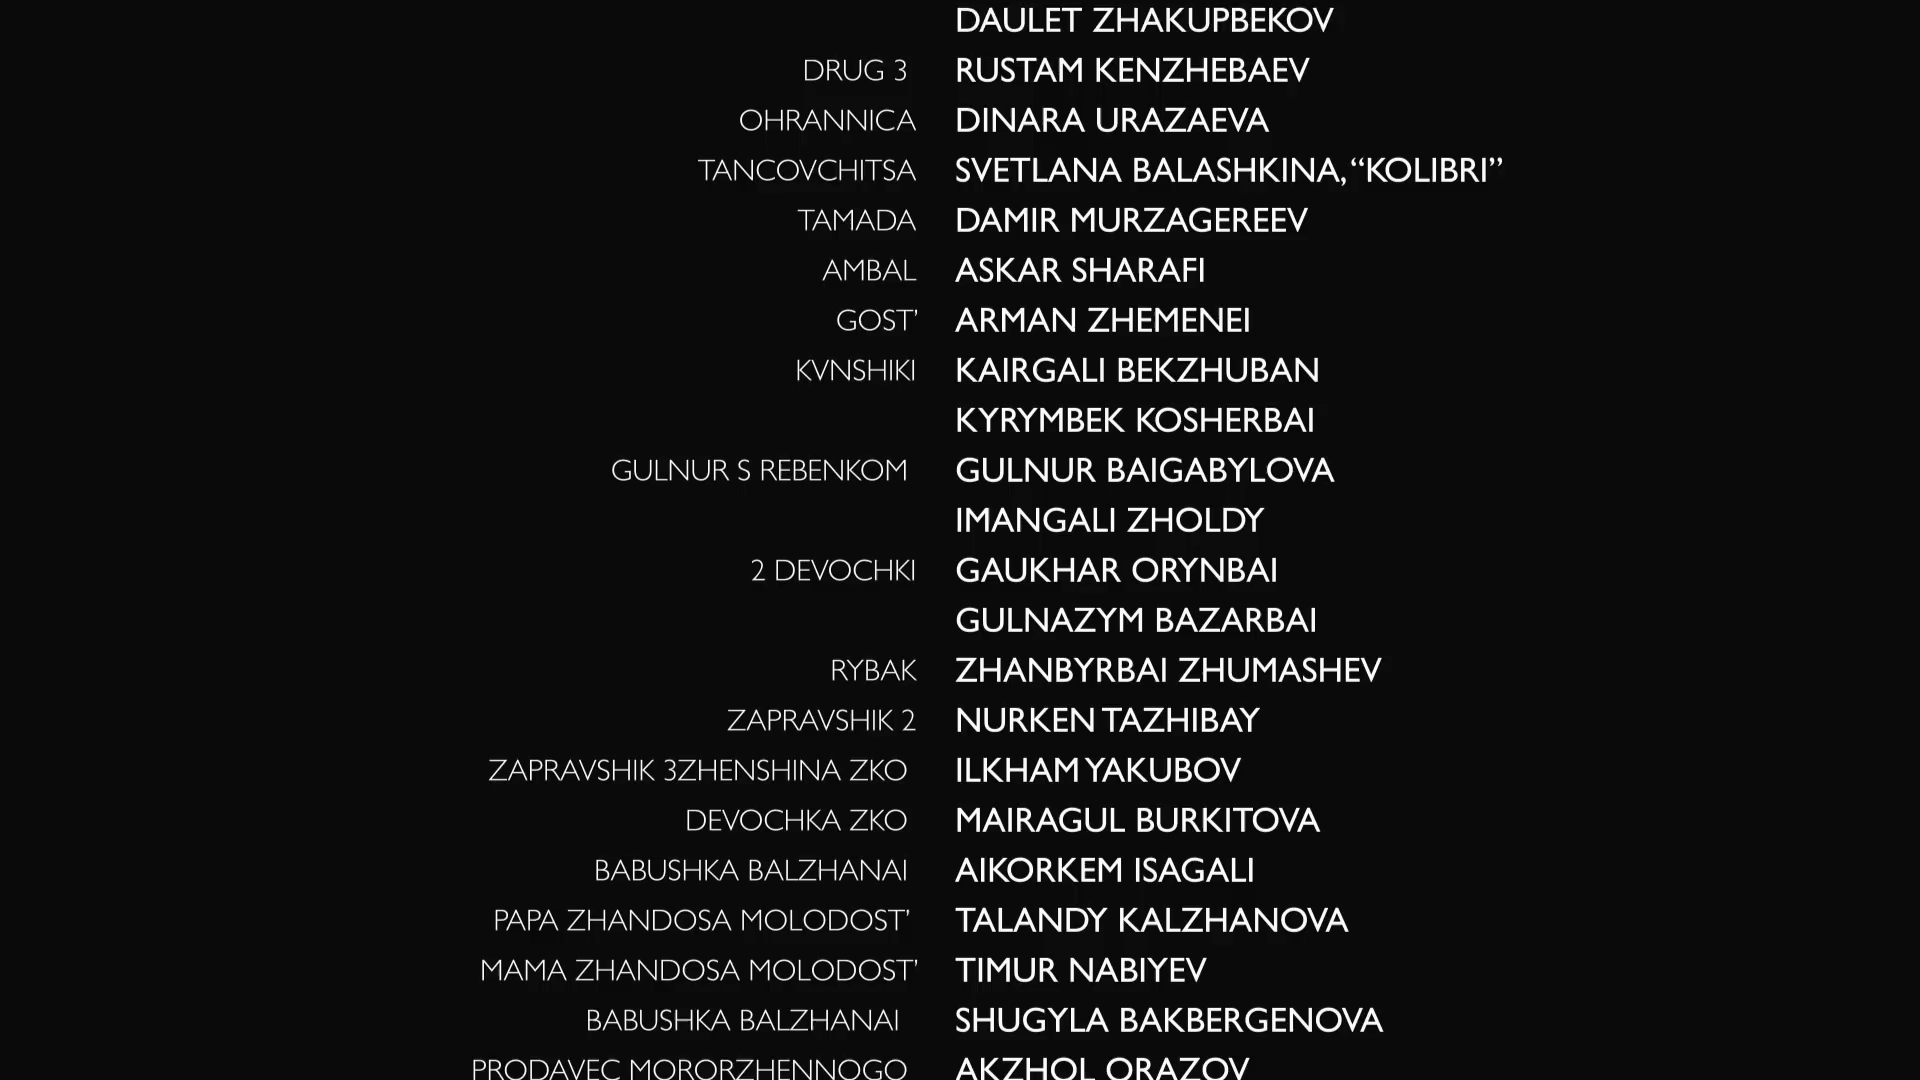 DAULET ZHAKUPBEKOV
DRUG 3 RUSTAM KENZHEBAEV
OHRANNICA DINARA URAZAEVA
TANCOVCHITSA SVETLANA BALASHKINA, “KOLIBRI”
TAMADA DAMIR MURZAGEREEV
AMBAL ASKAR SHARAFI
GOST’ ARMAN ZHEMENEI
KVNSHIKI KAIRGALI BEKZHUBAN
KYRYMBEK KOSHERBAI
GULNUR S REBENKOM GULNUR BAIGABYLOVA
IMANGALI ZHOLDY
2 DEVOCHKI GAUKHAR ORYNBAI
GULNAZYM BAZARBAI
RYBAK ZHANBYRBAI ZHUMASHEV
ZAPRAVSHIK 2 NURKEN TAZHIBAY
ZAPRAVSHIK 3ZHENSHINA ZKO ILKHAM YAKUBOV
DEVOCHKA ZKO MAIRAGUL BURKITOVA
BABUSHKA BALZHANAI AIKORKEM ISAGALI
PAPA ZHANDOSA MOLODOST’ TALANDY KALZHANOVA
MAMA ZHANDOSA MOLODOST’ TIMUR NABIYEV
BABUSHKA BALZHANAI SHUGYLA BAKBERGENOVA
PRODAVEC MORORZHENNOGO AKZHOL ORAZOV